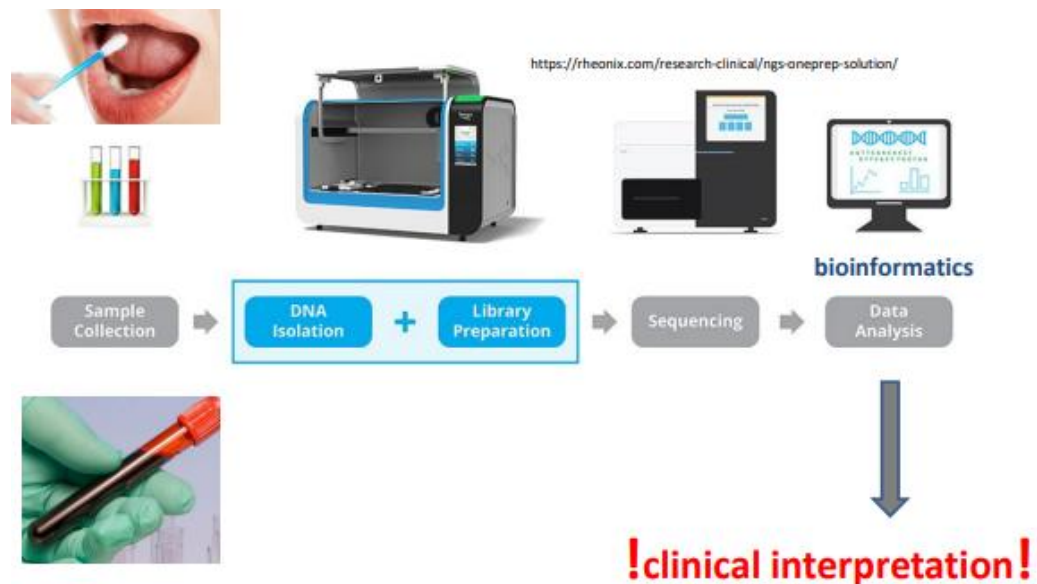 https://rheonix.com/research-clinical/ngs-oneprep-solution/
bioinformatics
Sample
Collection
DNA
Isolation
+
Library
Preparation
Sequencing
Data
Analysis
!clinical interpretation!